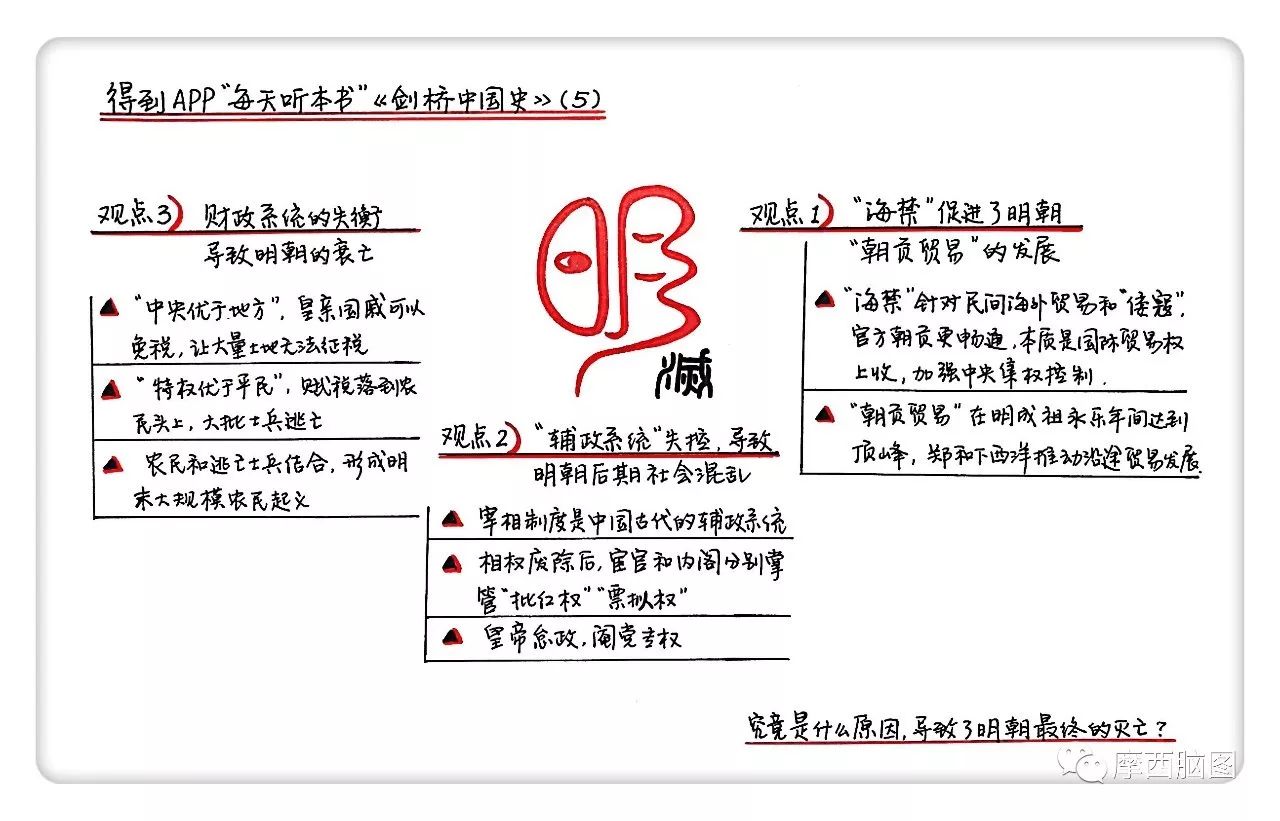 得到APP“每天听本书”《剑桥中国史》(5)
观点1) “海禁”促进了明朝
“朝贡贸易”的发展
“海禁”针对民间海外贸易和“倭寇”,
官方朝贡更畅通,本质是国际贸易权
上收,加强中央集权控制.
“朝贡贸易”在明成祖永乐年间达到
顶峰,郑和下西洋推动沿途贸易发展.
观点2) “辅政系统”失控,导致
明朝后期社会混乱
宰相制度是中国古代的辅政系统
相权废除后,宦官和内阁分别掌
管“批红权”“票拟权”
皇帝怠政,阉党专权
观点3) 财政系统的失衡
导致明朝的衰亡
“中央优于地方”,皇亲国戚可以
免税,让大量土地无法征税
“特权优于平民”,赋税落到农
民头上,大批士兵逃亡
农民和逃亡士兵结合,形成明
末大规模农民起义
明
灭
究竟是什么原因,导致了明朝最终的灭亡?
摩西脑图